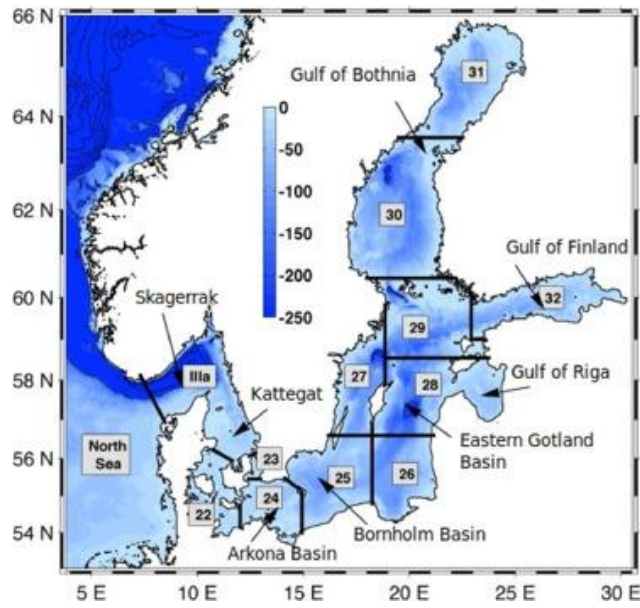 66 N
64 N
62 N
60 N
58 N
56 N
54 N
Gulf of Bothnia
31
0
-50
-100
-150
-200
-250
30
Gulf of Finland
32
Skagerrak
29
IIIa
27
28
Gulf of Riga
Kattegat
North
Sea
Eastern Gotland
Basin
23
25
26
24
22
Bornholm Basin
Arkona Basin
5 E
10 E
15 E
20 E
25 E
30 E